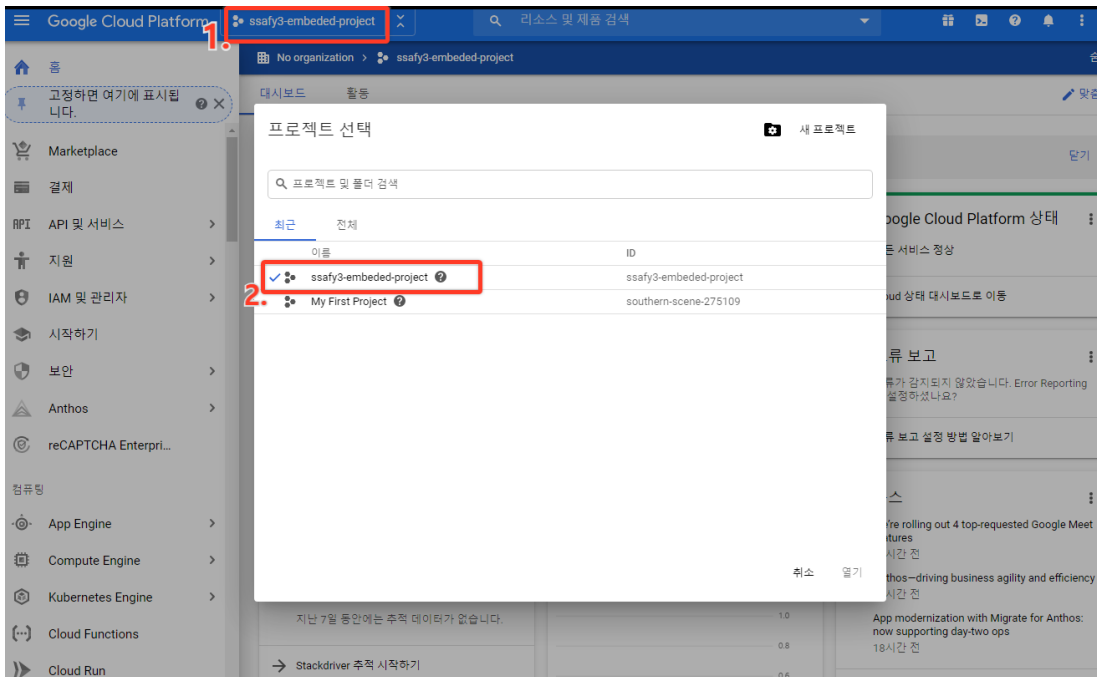 Google Cloud Platform
ssafy3-embeded-project
리소스 및 제품 검색
1.
No organization > ssafy3-embeded-project
홈
고정하면 여기에 표시됩
니다.
대시보드 활동
맞춤
Marketplace
결제
API API 및 서비스
지원
IAM 및 관리자
시작하기
보안
Anthos
reCAPTCHA Enterpri...
컴퓨팅
App Engine
Compute Engine
Kubernetes Engine
Cloud Functions
Cloud Run
프로젝트 선택
새 프로젝트
프로젝트 및 폴더 검색
최근 전체
이름 ID
ssafy3-embeded-project ssafy3-embeded-project
2.
My First Project southern-scene-275109
취소 열기
닫기
oogle Cloud Platform 상태
든 서비스 정상
oud 상태 대시보드로 이동
류 보고
류가 감지되지 않았습니다. Error Reporting
설정하셨나요?
류 보고 설정 방법 알아보기
스
're rolling out 4 top-requested Google Meet
atures
시간 전
thos—driving business agility and efficiency
시간 전
App modernization with Migrate for Anthos:
now supporting day-two ops
18시간 전
지난 7일 동안에는 추적 데이터가 없습니다.
Stackdriver 추적 시작하기
1.0
0.8
0.6